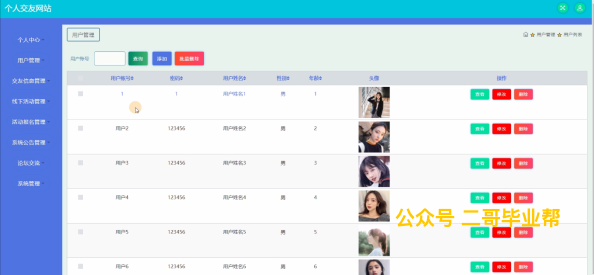 个人交友网站
用户管理
用户管理 用户列表
个人中心
用户管理
交友信息管理
线下活动管理
活动报名管理
系统公告管理
论坛交流
系统管理
用户账号 查询 添加 批量删除
用户账号 密码 用户姓名 性别 年龄 头像 操作
1 1 用户姓名1 男 1 查看 修改 删除
用户2 123456 用户姓名2 男 2 查看 修改 删除
用户3 123456 用户姓名3 男 3 查看 修改 删除
用户4 123456 用户姓名4 男 4 查看 修改 删除
公众号 二哥毕业帮
用户5 123456 用户姓名5 男 5 查看 修改 删除
用户6 123456 用户姓名6 男 6 查看 修改 删除